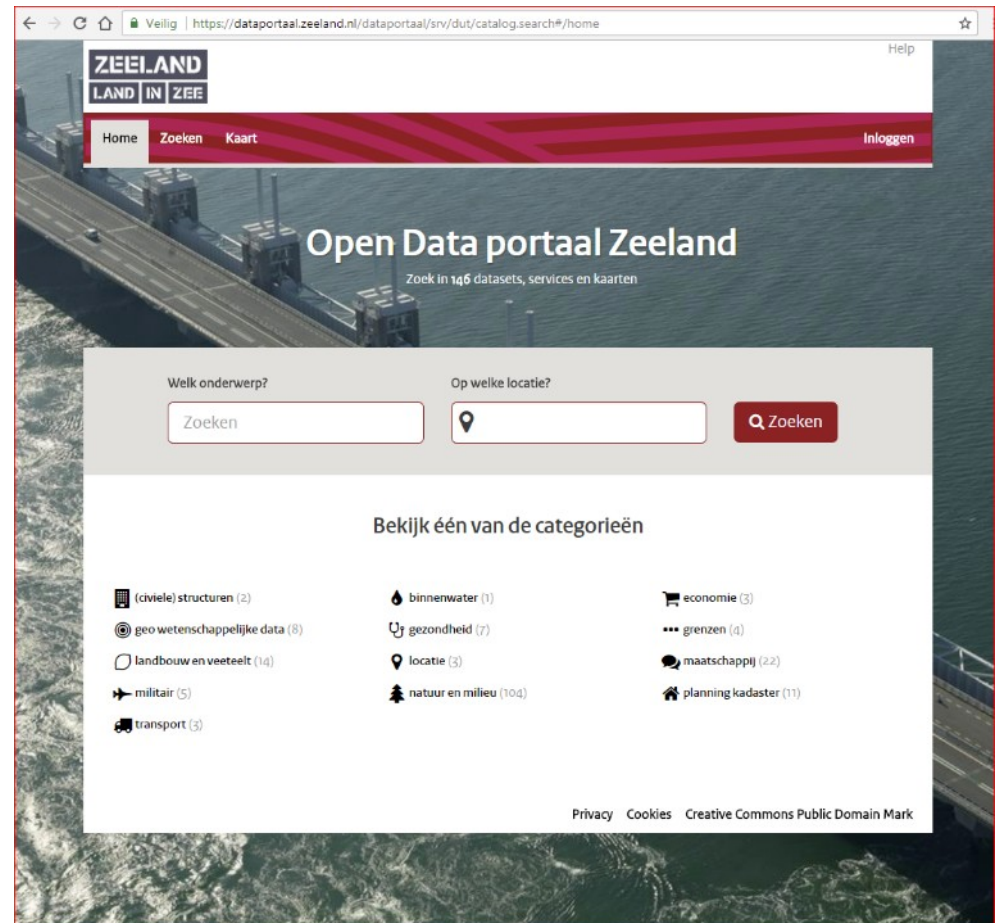 Veilig | https://dataportaal.zeeland.nl/dataportaal/srv/dut/catalog.search#/home
Help
ZEELAND
LAND IN ZEE
Home Zoeken Kaart Inloggen
Open Data portaal Zeeland
Zoek in 146 datasets, services en kaarten
Welk onderwerp? Op welke locatie?
Zoeken Zoeken
Bekijk één van de categorieën
(civiele) structuren (2) binnenwater (1) economie (3)
geo wetenschappelijke data (8) gezondheid (7) grenzen (4)
landbouw en veeteelt (14) locatie (3) maatschappij (22)
militair (5) natuur en milieu (104) planning kadaster (11)
transport (3)
Privacy Cookies Creative Commons Public Domain Mark